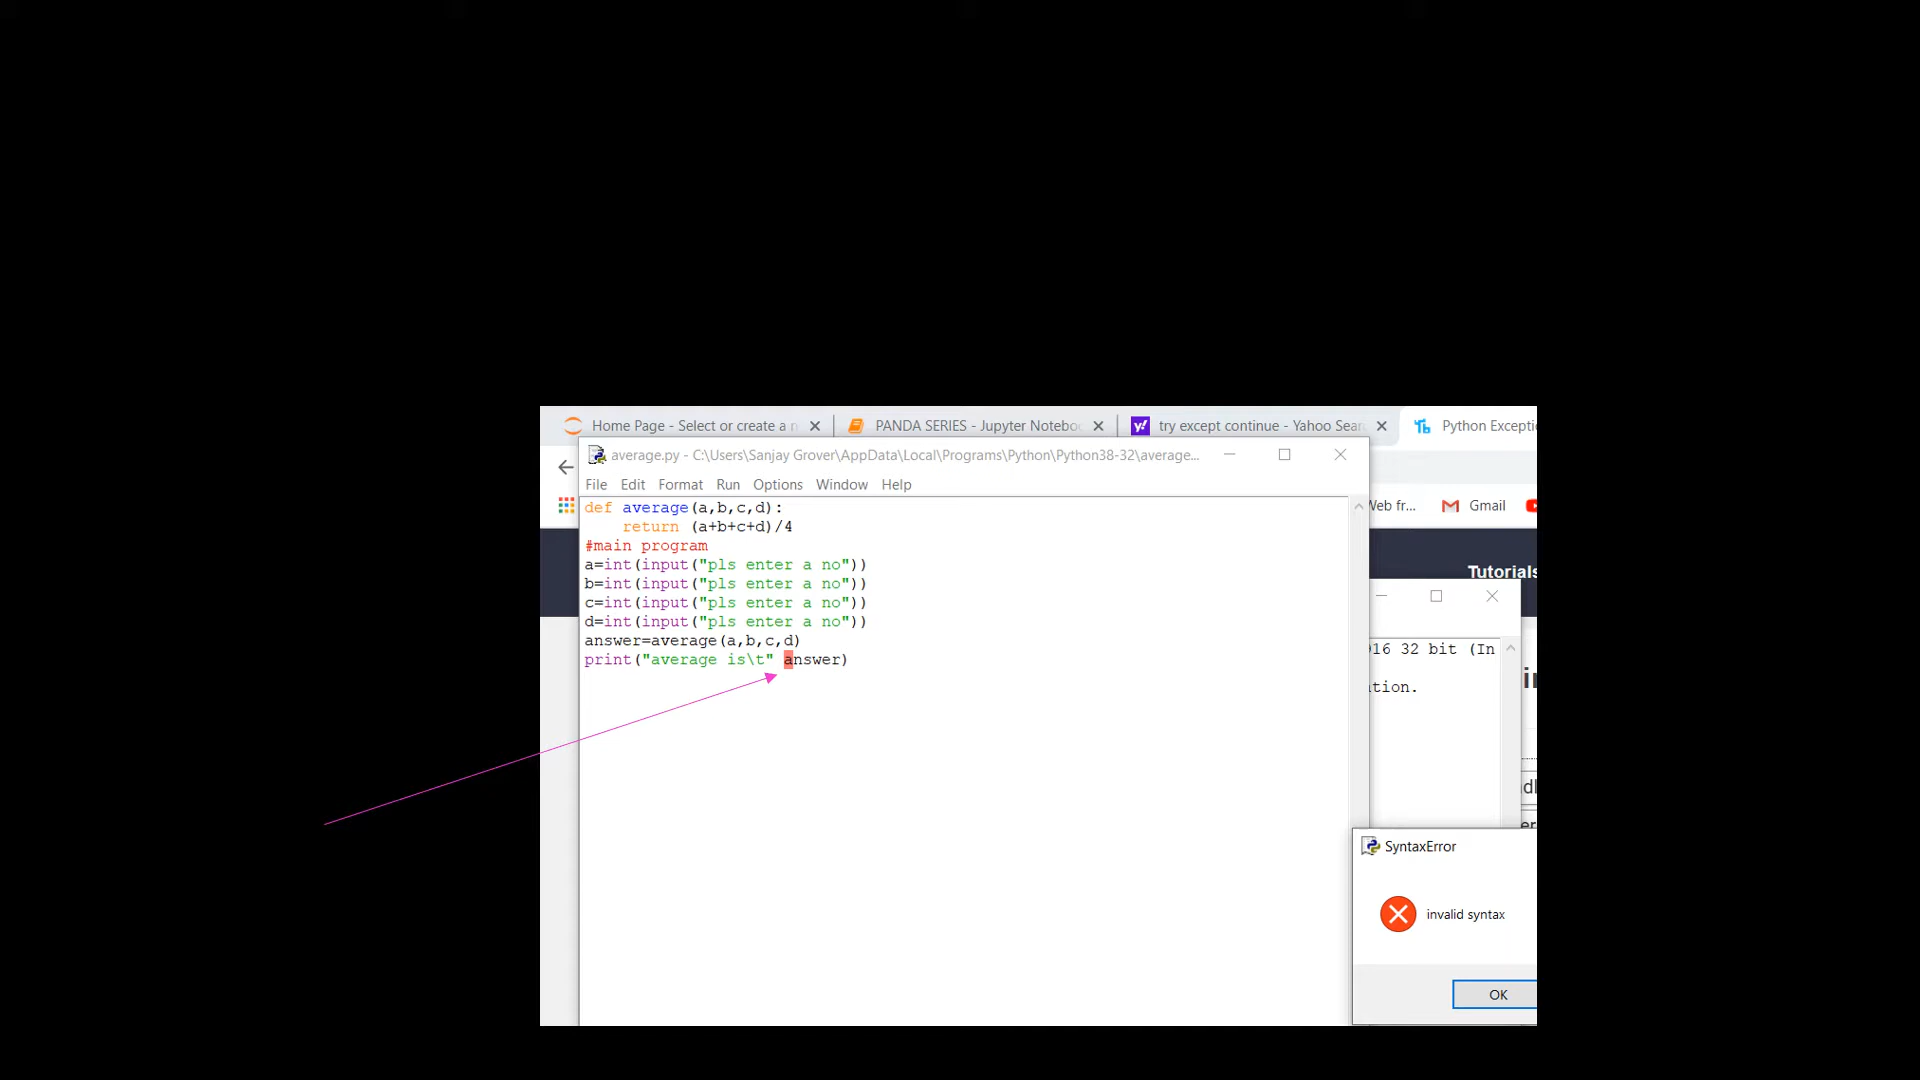 Home Page - Select or create a n
PANDA SERIES - Jupyter Notebo
try except continue - Yahoo Sear
Python Excepti
average.py - C:\Users\Sanjay Grover\AppData\Local\Programs\Python\Python38-32\average...
File Edit Format Run Options Window Help
Web fr... Gmail
def average(a,b,c,d):
    return (a+b+c+d)/4
#main program
a=int(input("pls enter a no"))
b=int(input("pls enter a no"))
c=int(input("pls enter a no"))
d=int(input("pls enter a no"))
answer=average(a,b,c,d)
print("average is\t" answer)
Tutorials
16 32 bit (In
tion.
SyntaxError
invalid syntax
OK